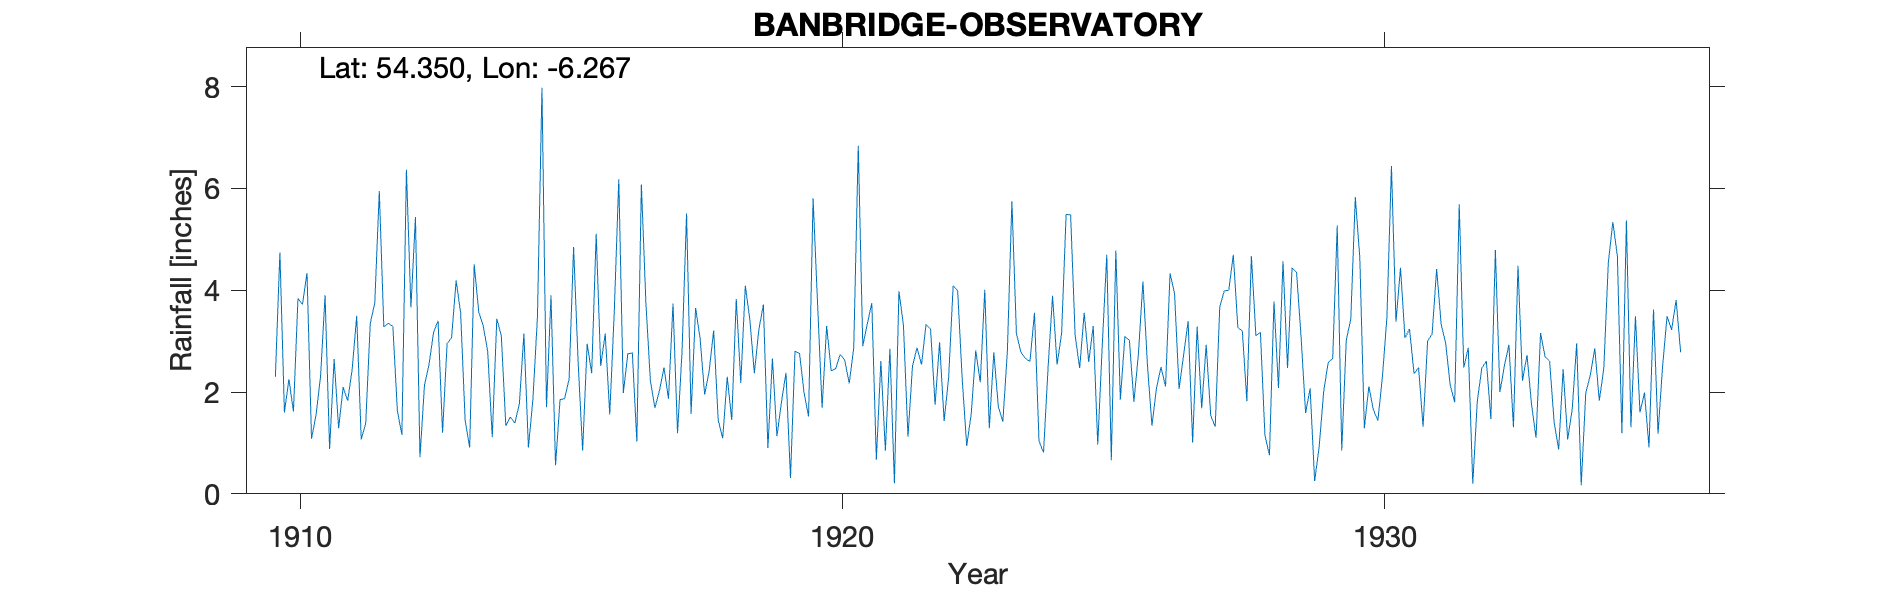 BANBRIDGE-OBSERVATORY
Lat: 54.350, Lon: -6.267
8
6
4
2
0
Rainfall [inches]
1910 1920 1930
Year